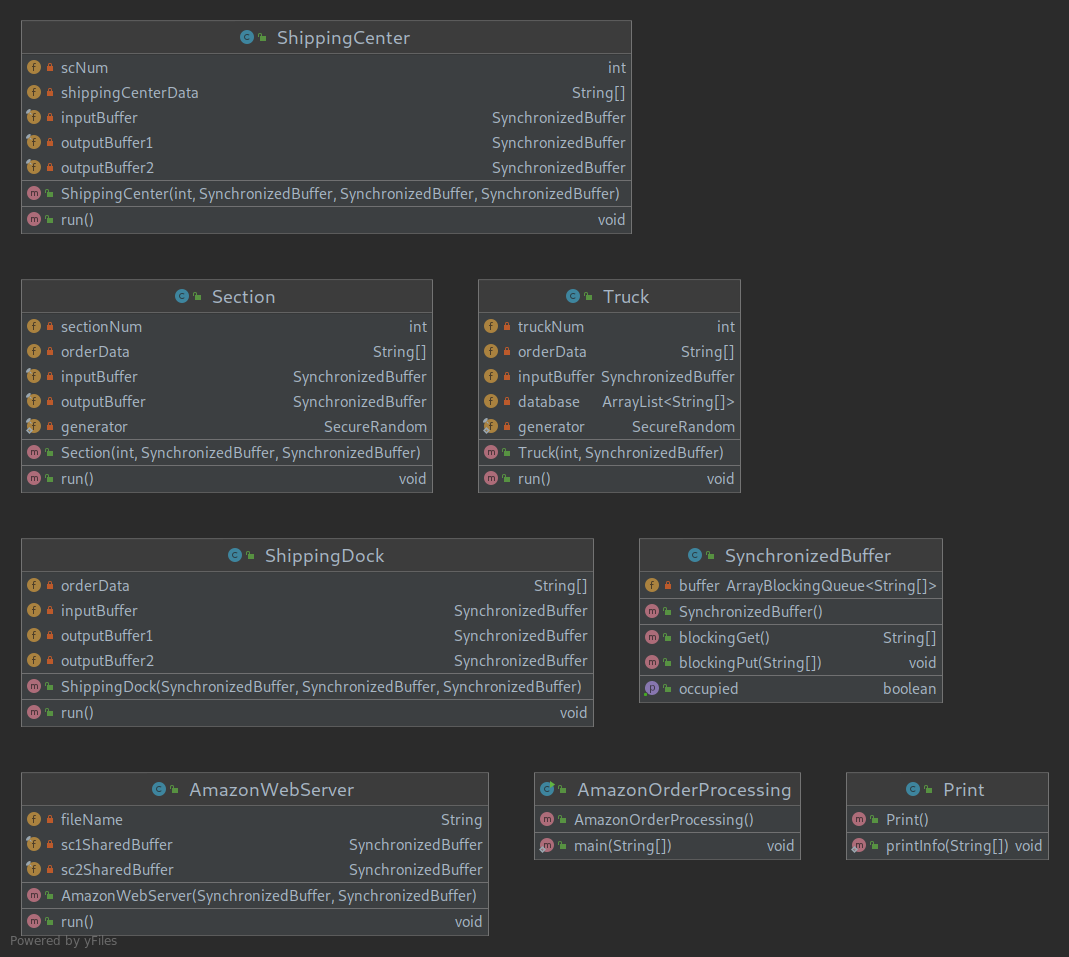 ShippingCenter
scNum int
shippingCenterData String[]
inputBuffer SynchronizedBuffer
outputBuffer1 SynchronizedBuffer
outputBuffer2 SynchronizedBuffer
ShippingCenter(int, SynchronizedBuffer, SynchronizedBuffer, SynchronizedBuffer)
run() void
Section
sectionNum int
orderData String[]
inputBuffer SynchronizedBuffer
outputBuffer SynchronizedBuffer
generator SecureRandom
Section(int, SynchronizedBuffer, SynchronizedBuffer)
run() void
Truck
truckNum int
orderData String[]
inputBuffer SynchronizedBuffer
database ArrayList<String[]>
generator SecureRandom
Truck(int, SynchronizedBuffer)
run() void
ShippingDock
orderData String[]
inputBuffer SynchronizedBuffer
outputBuffer1 SynchronizedBuffer
outputBuffer2 SynchronizedBuffer
ShippingDock(SynchronizedBuffer, SynchronizedBuffer, SynchronizedBuffer)
run() void
SynchronizedBuffer
buffer ArrayBlockingQueue<String[]>
SynchronizedBuffer()
blockingGet() String[]
blockingPut(String[]) void
occupied boolean
AmazonWebServer
fileName String
sc1SharedBuffer SynchronizedBuffer
sc2SharedBuffer SynchronizedBuffer
AmazonWebServer(SynchronizedBuffer, SynchronizedBuffer)
run() void
AmazonOrderProcessing
AmazonOrderProcessing()
main(String[]) void
Print
Print()
printInfo(String[]) void
Powered by yFiles